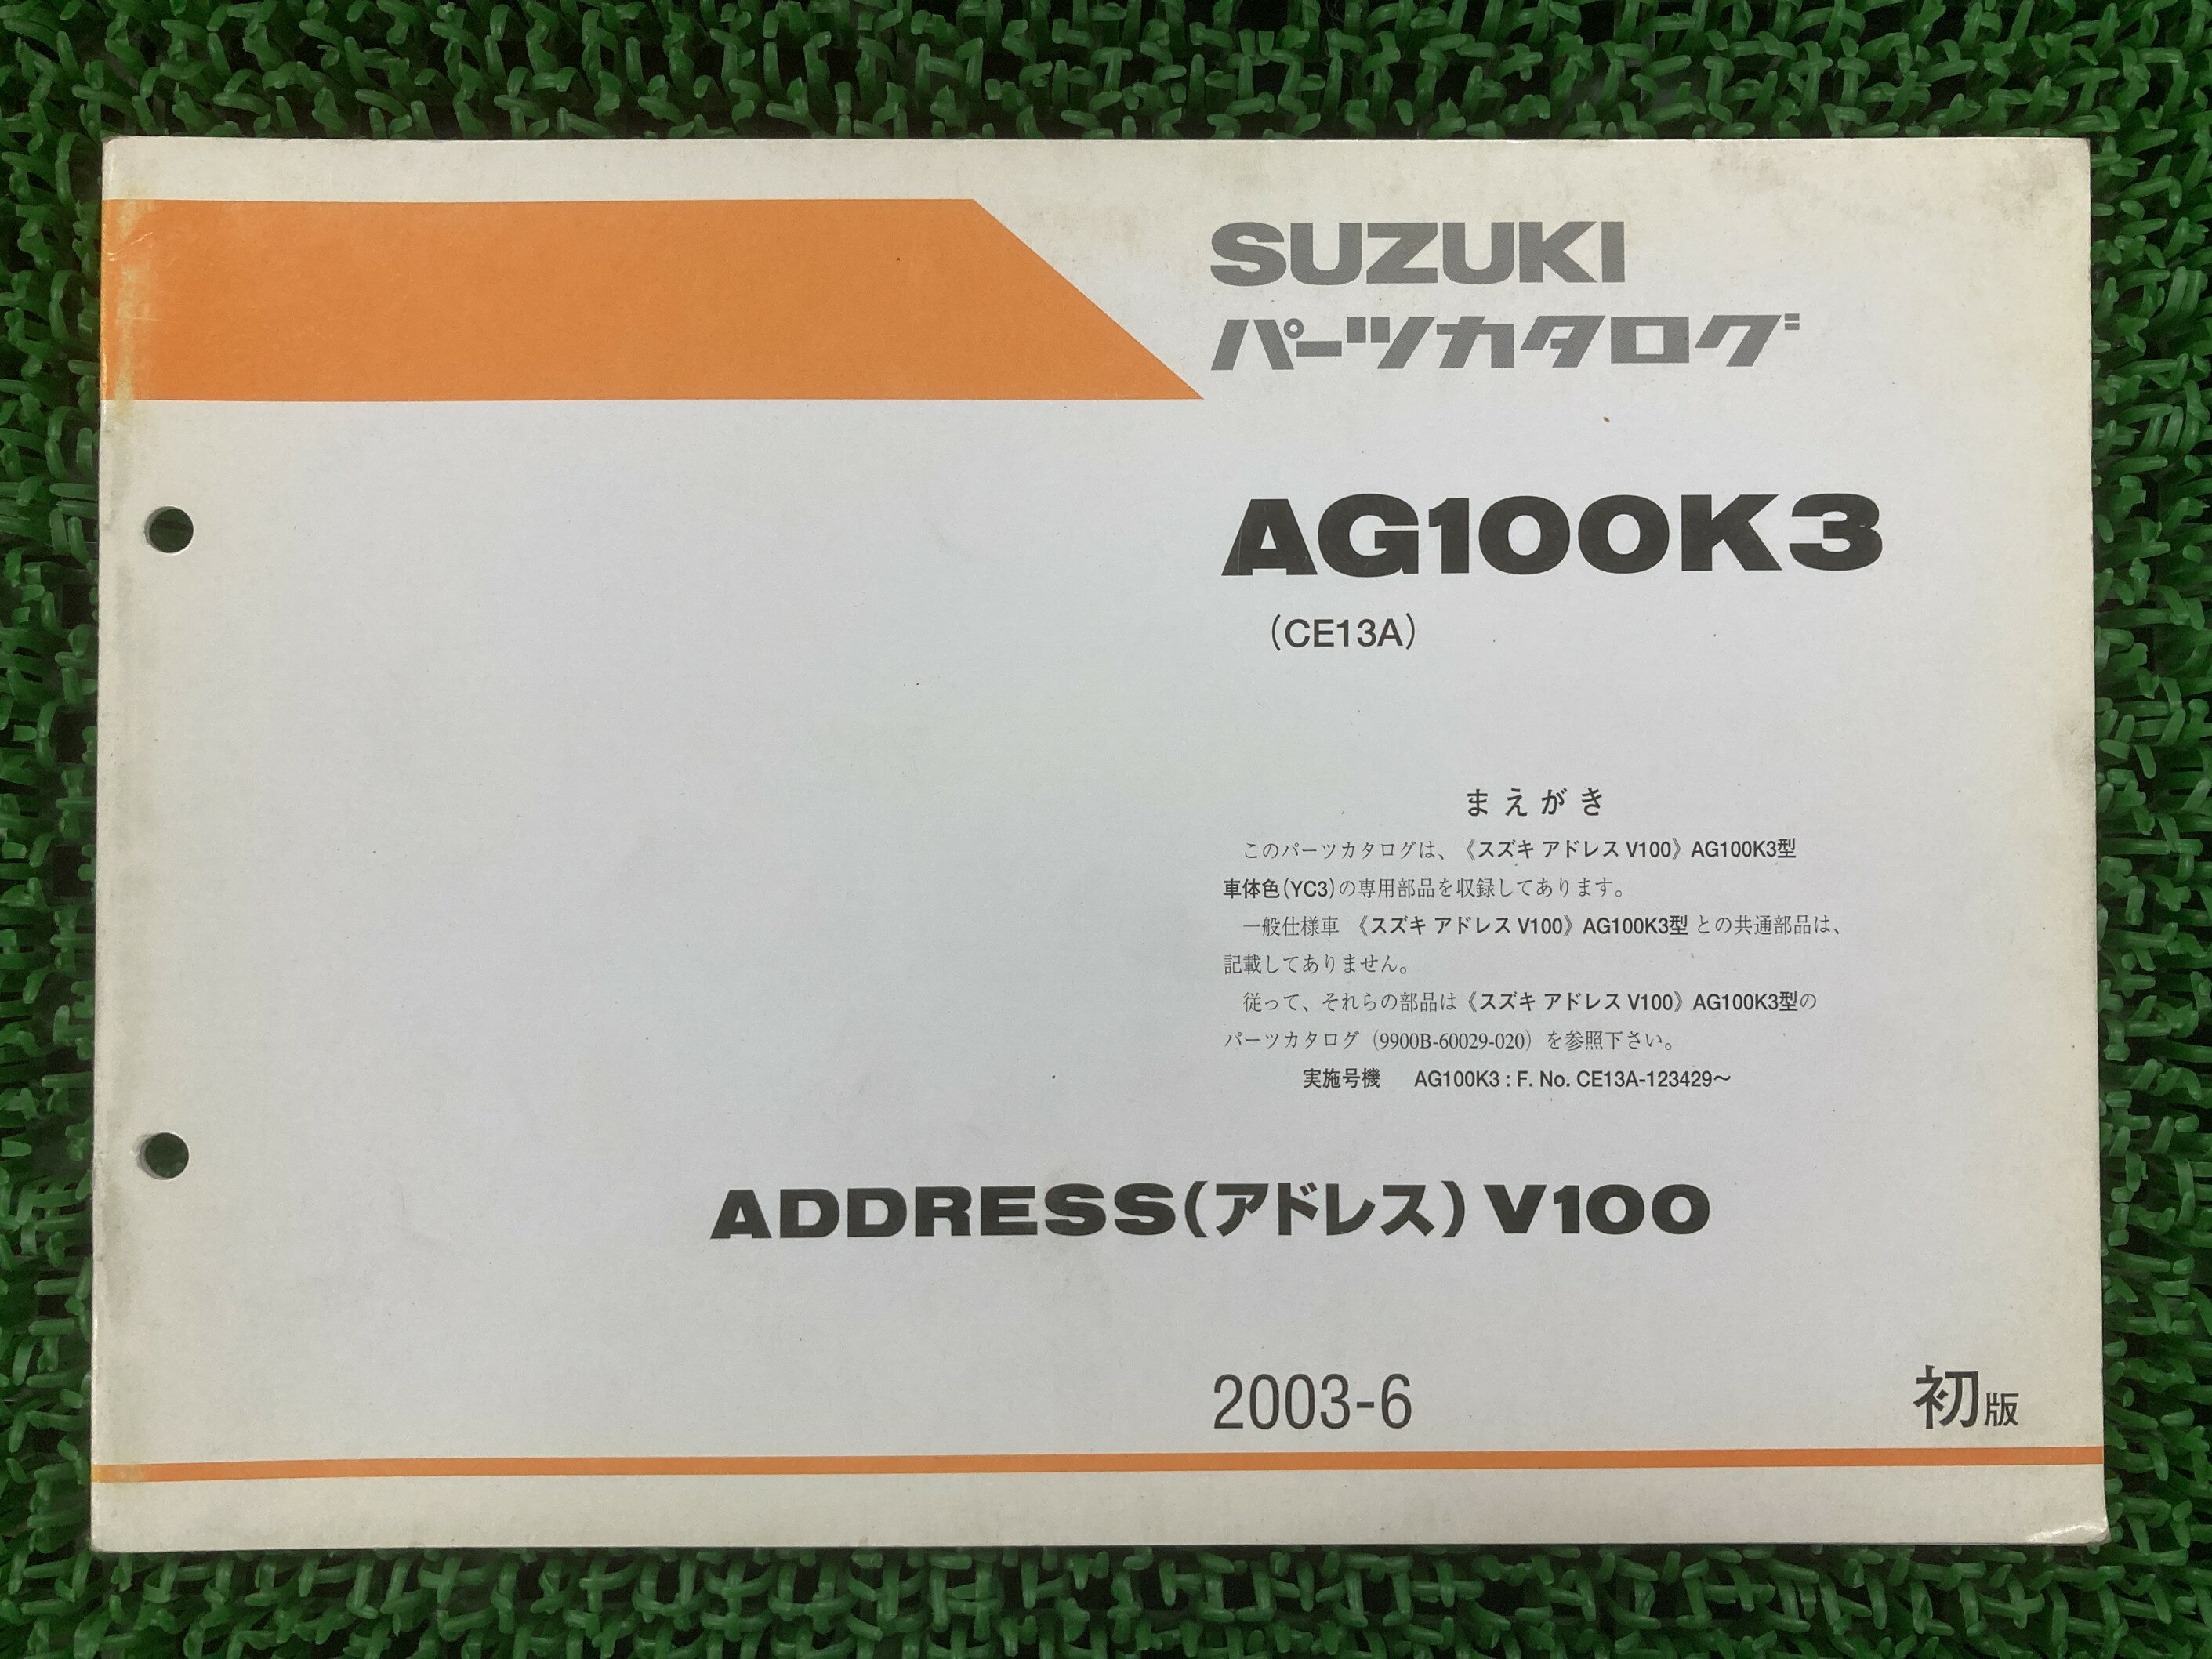 SUZUKI
パーツカタログ
AG100K3
（CE13A）
まえがき
このパーツカタログは、《スズキ アドレス V100》AG100K3型
車体色(YC3)の専用部品を収録してあります。
一般仕様車 《スズキ アドレス V100》AG100K3型 との共通部品は、
記載してありません。
従って、それらの部品は《スズキ アドレス V100》AG100K3型の
パーツカタログ（9900B-60029-020）を参照下さい。
実施号機 AG100K3 : F. No. CE13A-123429～
ADDRESS（アドレス）V100
2003-6 初版